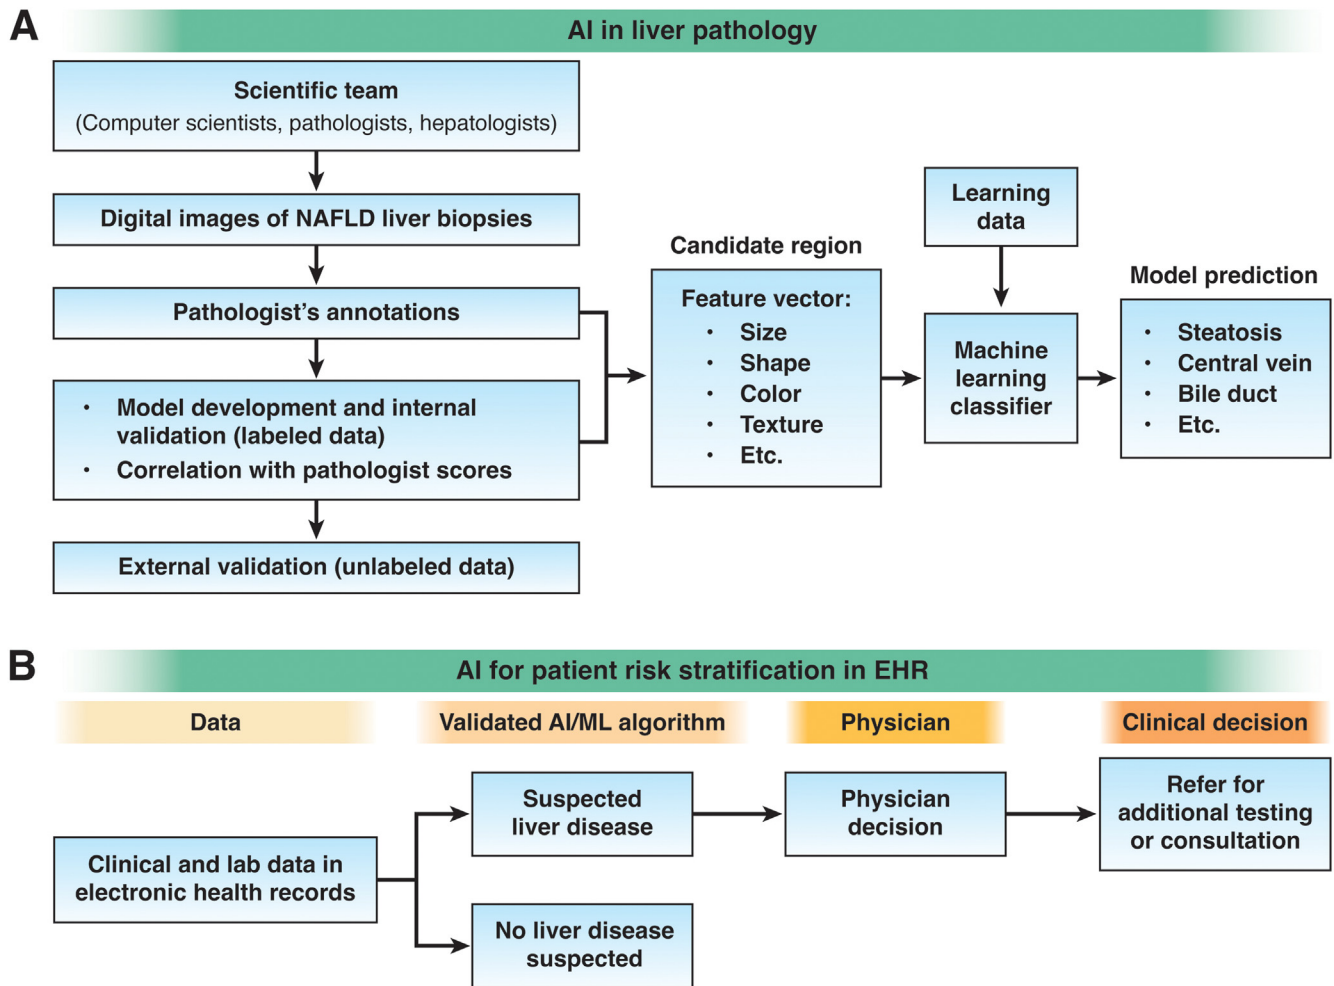 A
AI in liver pathology
Scientific team
(Computer scientists, pathologists, hepatologists)
Digital images of NAFLD liver biopsies
Pathologist's annotations
• Model development and internal
validation (labeled data)
• Correlation with pathologist scores
External validation (unlabeled data)
Candidate region
Feature vector:
• Size
• Shape
• Color
• Texture
• Etc.
Learning
data
Machine
learning
classifier
Model prediction
• Steatosis
• Central vein
• Bile duct
• Etc.
B
AI for patient risk stratification in EHR
Data
Validated AI/ML algorithm
Physician
Clinical decision
Clinical and lab data in
electronic health records
Suspected
liver disease
No liver disease
suspected
Physician
decision
Refer for
additional testing
or consultation